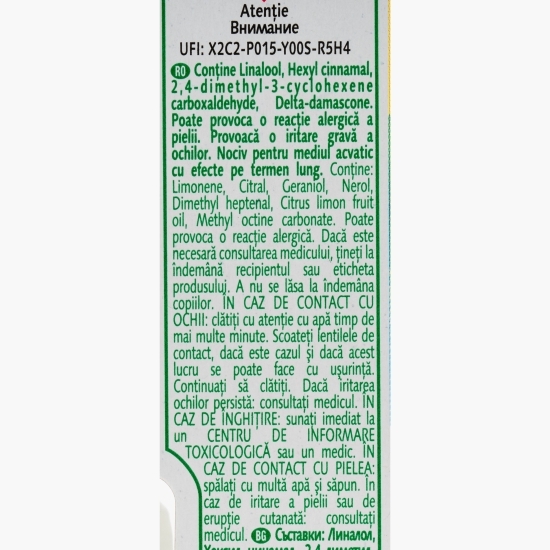 Atenție
Внимание
UFI: X2C2-P015-Y00S-R5H4
RO Conține Linalool, Hexyl cinnamal,
2,4-dimethyl-3-cyclohexene
carboxaldehyde, Delta-damascone.
Poate provoca o reacție alergică a
pielii. Provoacă o iritare gravă a
ochilor. Nociv pentru mediul acvatic
cu efecte pe termen lung. Conține:
Limonene, Citral, Geraniol, Nerol,
Dimethyl heptenal, Citrus limon fruit
oil, Methyl octine carbonate. Poate
provoca o reacție alergică. Dacă este
necesară consultarea medicului, țineți la
îndemână recipientul sau eticheta
produsului. A nu se lăsa la îndemâna
copiilor. ÎN CAZ DE CONTACT CU
OCHII: clătiți cu atenție cu apă timp de
mai multe minute. Scoateți lentilele de
contact, dacă este cazul și dacă acest
lucru se poate face cu ușurință.
Continuați să clătiți. Dacă iritarea
ochilor persistă: consultați medicul. ÎN
CAZ DE ÎNGHIȚIRE: sunați imediat la
un CENTRU DE INFORMARE
TOXICOLOGICĂ sau un medic. ÎN
CAZ DE CONTACT CU PIELEA:
spălați cu multă apă și săpun. În
caz de iritare a pielii sau de
erupție cutanată: consultați
medicul. BG Съставки: Линалол,